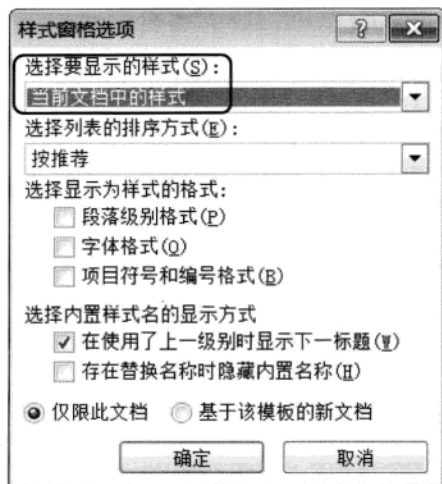 样式窗格选项
选择要显示的样式(S):
当前文档中的样式
选择列表的排序方式(E):
按推荐
选择显示为样式的格式:
段落级别格式(P)
字体格式(O)
项目符号和编号格式(B)
选择内置样式名的显示方式
在使用了上一级别时显示下一标题(W)
存在替换名称时隐藏内置名称(H)
仅限此文档 基于该模板的新文档
确定 取消